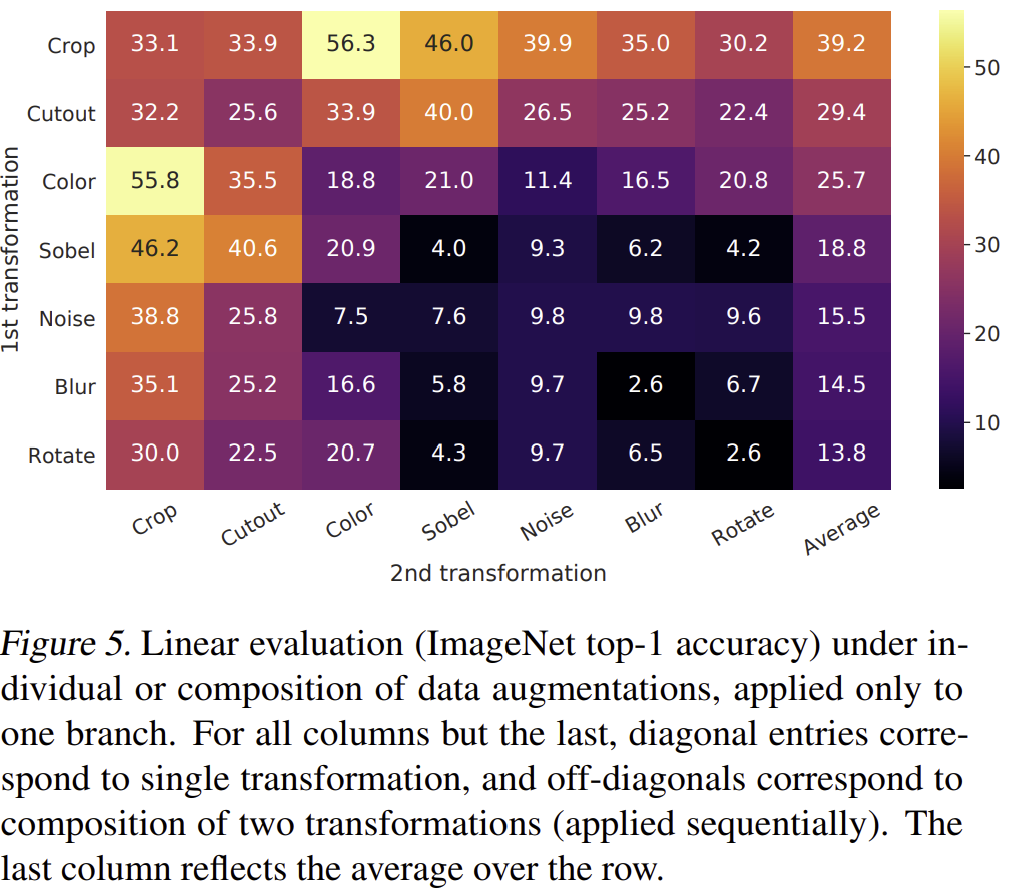 Crop 33.1 33.9 56.3 46.0 39.9 35.0 30.2 39.2
Cutout 32.2 25.6 33.9 40.0 26.5 25.2 22.4 29.4
Color 55.8 35.5 18.8 21.0 11.4 16.5 20.8 25.7
Sobel 46.2 40.6 20.9 4.0 9.3 6.2 4.2 18.8
Noise 38.8 25.8 7.5 7.6 9.8 9.8 9.6 15.5
Blur 35.1 25.2 16.6 5.8 9.7 2.6 6.7 14.5
Rotate 30.0 22.5 20.7 4.3 9.7 6.5 2.6 13.8
1st transformation
Crop Cutout Color Sobel Noise Blur Rotate Average
2nd transformation
50
40
30
20
10
Figure 5. Linear evaluation (ImageNet top-1 accuracy) under in-
dividual or composition of data augmentations, applied only to
one branch. For all columns but the last, diagonal entries corre-
spond to single transformation, and off-diagonals correspond to
composition of two transformations (applied sequentially). The
last column reflects the average over the row.